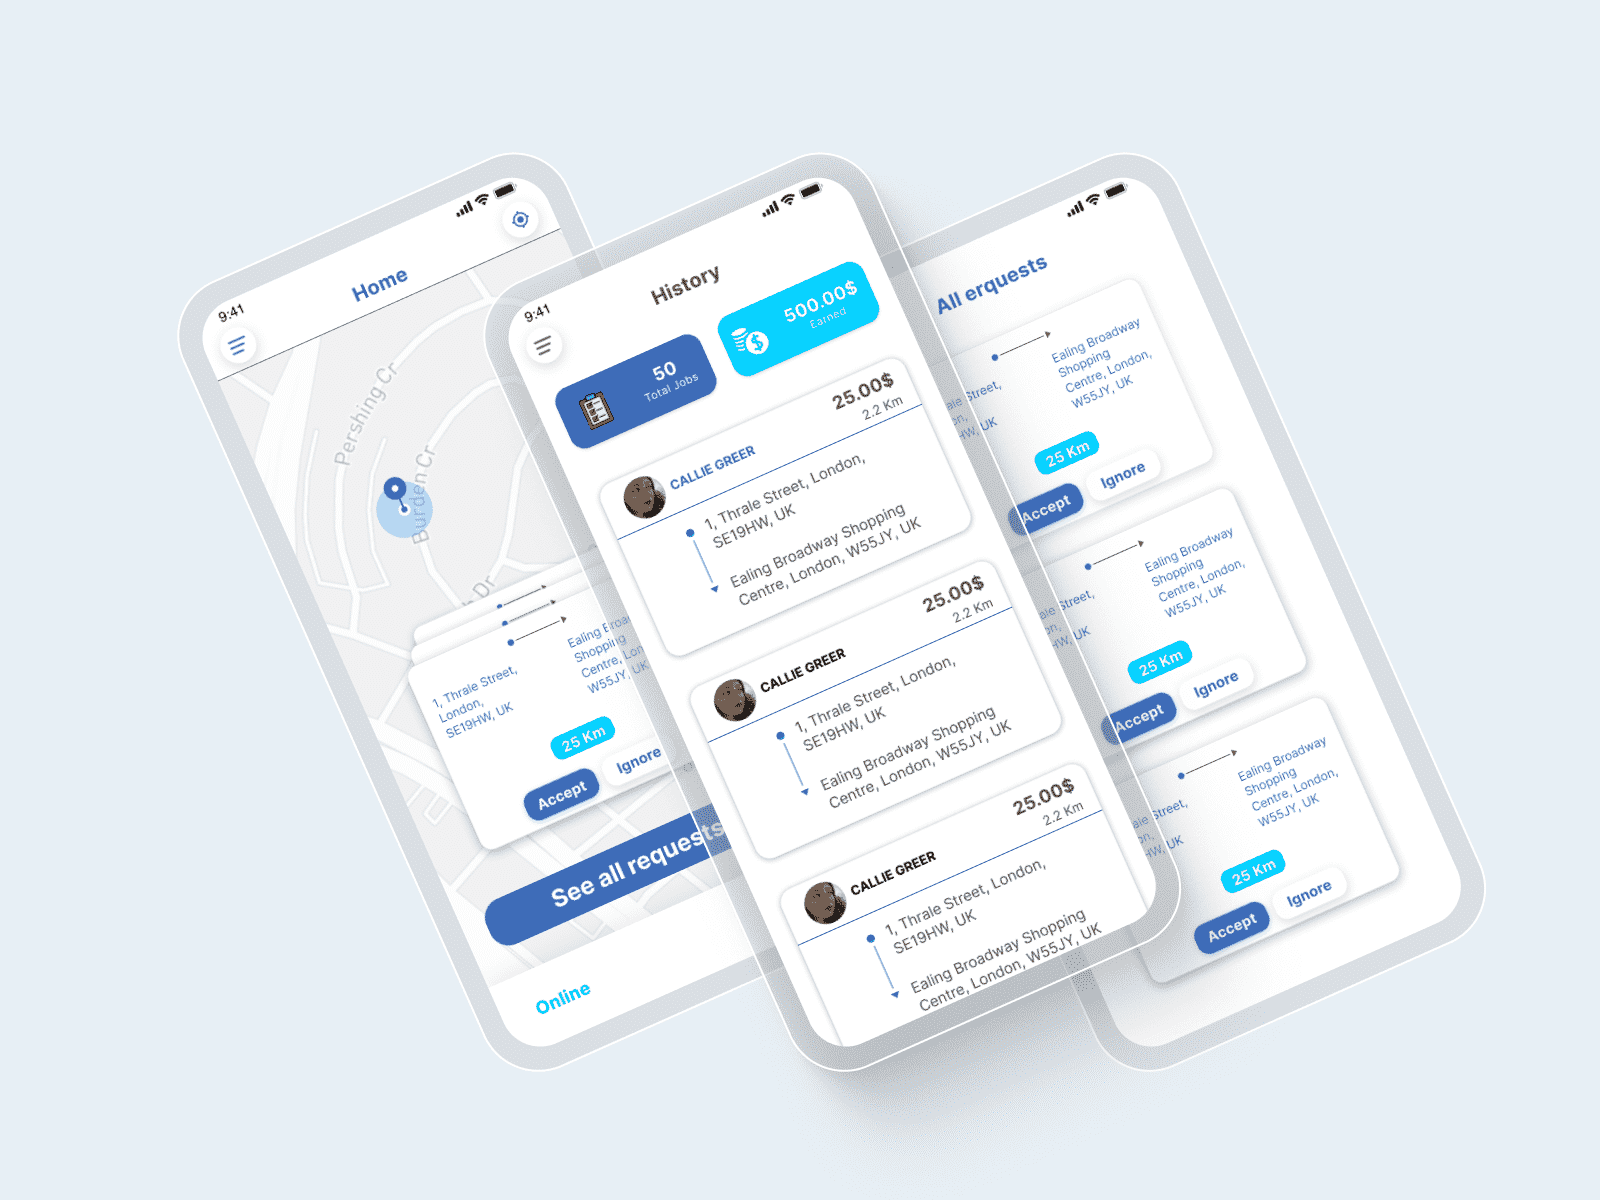 9:41
Home
Pershing Cr
Burden Cr
Dr
1, Thrale Street,
London,
SE19HW, UK
Ealing Broad
Shopping
Centre, Lon
W55JY, UK
25 Km
Accept
Ignore
See all requests
Online
9:41
History
50
Total Jobs
500.00$
Earned
CALLIE GREER
25.00$
2.2 Km
1, Thrale Street, London,
SE19HW, UK
Ealing Broadway Shopping
Centre, London, W55JY, UK
CALLIE GREER
25.00$
2.2 Km
1, Thrale Street, London,
SE19HW, UK
Ealing Broadway Shopping
Centre, London, W55JY, UK
CALLIE GREER
25.00$
2.2 Km
1, Thrale Street, London,
SE19HW, UK
Ealing Broadway Shopping
Centre, London, W55JY, UK
All erquests
ale Street,
on,
HW, UK
Ealing Broadway
Shopping
Centre, London,
W55JY, UK
25 Km
Accept
Ignore
le Street,
on,
HW, UK
Ealing Broadway
Shopping
Centre, London,
W55JY, UK
25 Km
Accept
Ignore
ale Street,
on,
HW, UK
Ealing Broadway
Shopping
Centre, London,
W55JY, UK
25 Km
Accept
Ignore